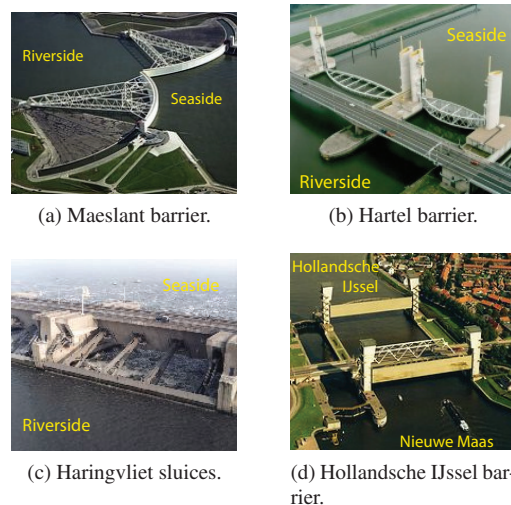 Riverside
Seaside
(a) Maeslant barrier.
Seaside
Riverside
(b) Hartel barrier.
Seaside
Riverside
(c) Haringvliet sluices.
Hollandsche
IJssel
Nieuwe Maas
(d) Hollandsche IJssel bar-
rier.